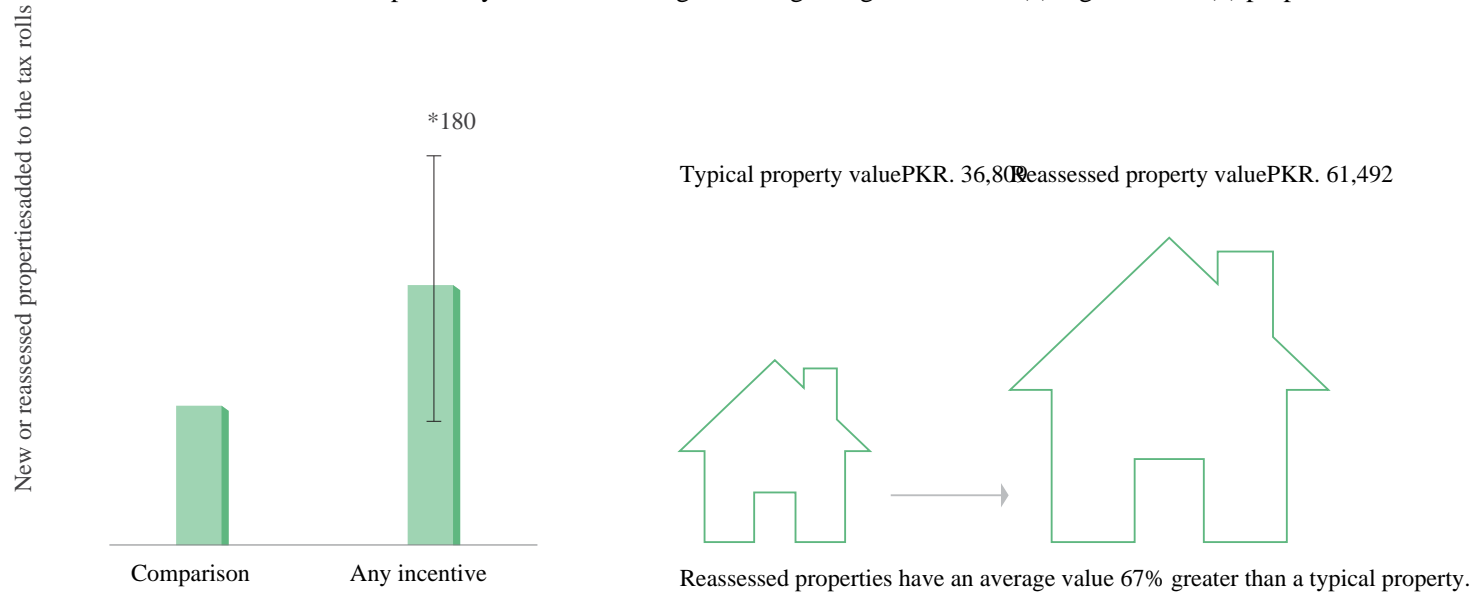 New or reassessed propertiesadded to the tax rolls
*180
Comparison
Any incentive
Typical property valuePKR. 36,809
Reassessed property valuePKR. 61,492
Reassessed properties have an average value 67% greater than a typical property.